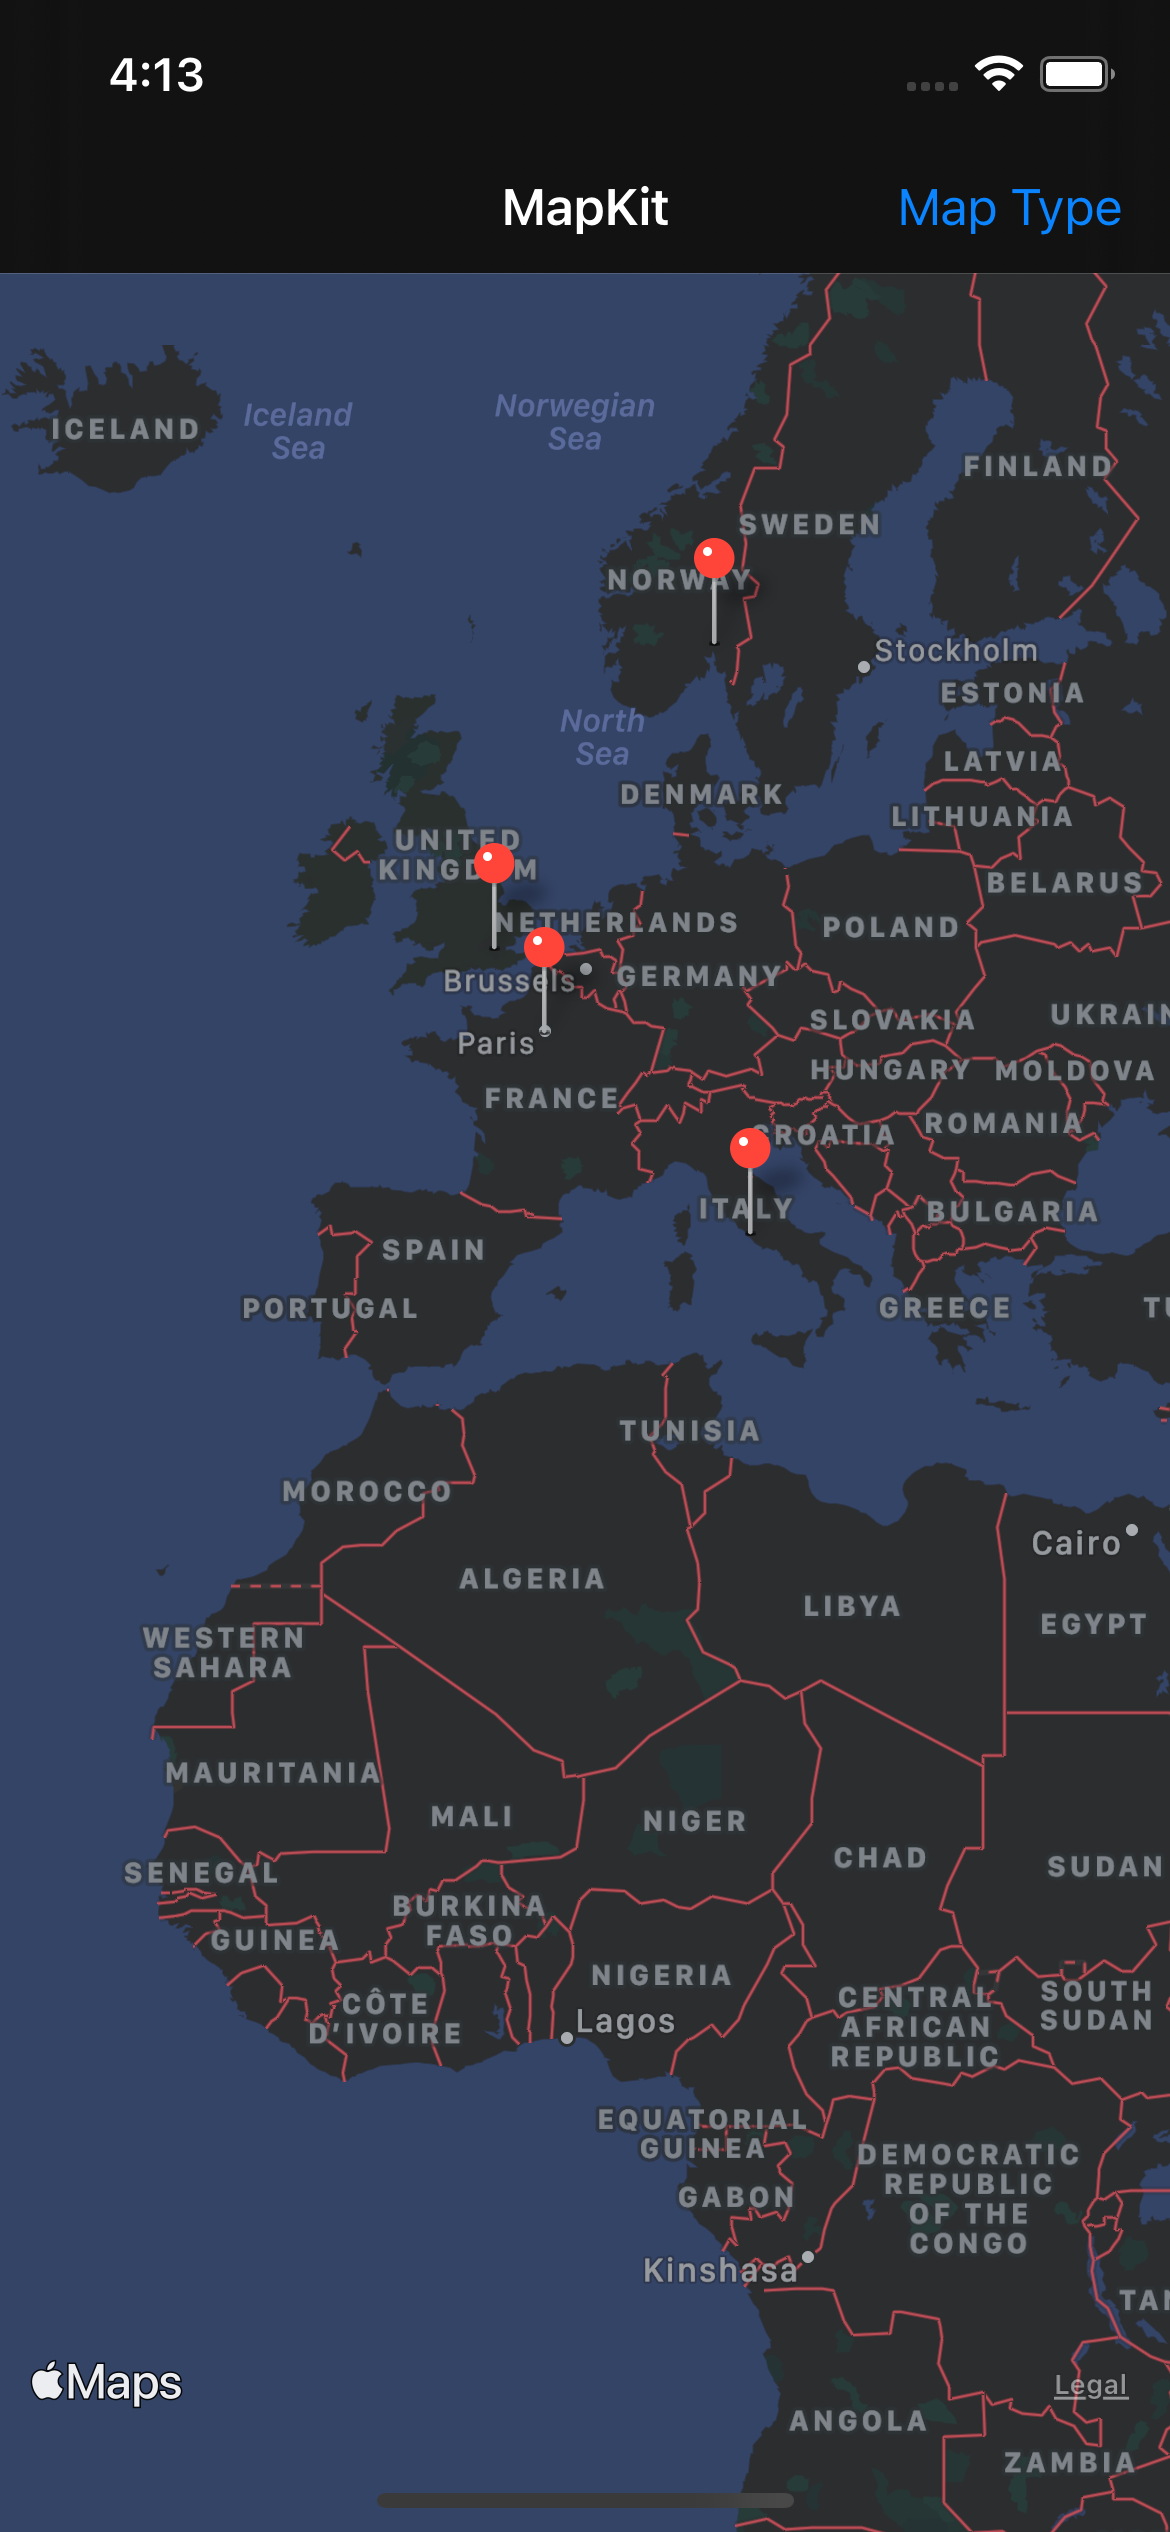 4:13
MapKit
Map Type
ICELAND
Iceland
Sea
Norwegian
Sea
FINLAND
SWEDEN
NORWAY
Stockholm
ESTONIA
North
Sea
LATVIA
DENMARK
LITHUANIA
UNITED
KINGDOM
BELARUS
NETHERLANDS
POLAND
Brussels
GERMANY
SLOVAKIA
UKRAIN
Paris
HUNGARY
MOLDOVA
FRANCE
ROMANIA
CROATIA
ITALY
BULGARIA
SPAIN
PORTUGAL
GREECE
TU
TUNISIA
MOROCCO
Cairo
ALGERIA
LIBYA
EGYPT
WESTERN
SAHARA
MAURITANIA
MALI
NIGER
CHAD
SUDAN
SENEGAL
BURKINA
FASO
GUINEA
NIGERIA
CÔTE
D'IVOIRE
CENTRAL
AFRICAN
REPUBLIC
SOUTH
SUDAN
Lagos
EQUATORIAL
GUINEA
GABON
DEMOCRATIC
REPUBLIC
OF THE
CONGO
Kinshasa
TAN
Maps
Legal
ANGOLA
ZAMBIA